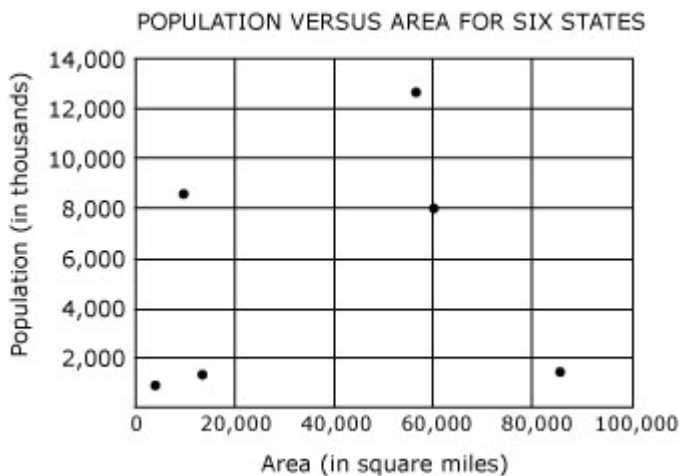 POPULATION VERSUS AREA FOR SIX STATES
Population (in thousands)
14,000
12,000
10,000
8,000
6,000
4,000
2,000
0 20,000 40,000 60,000 80,000 100,000
Area (in square miles)